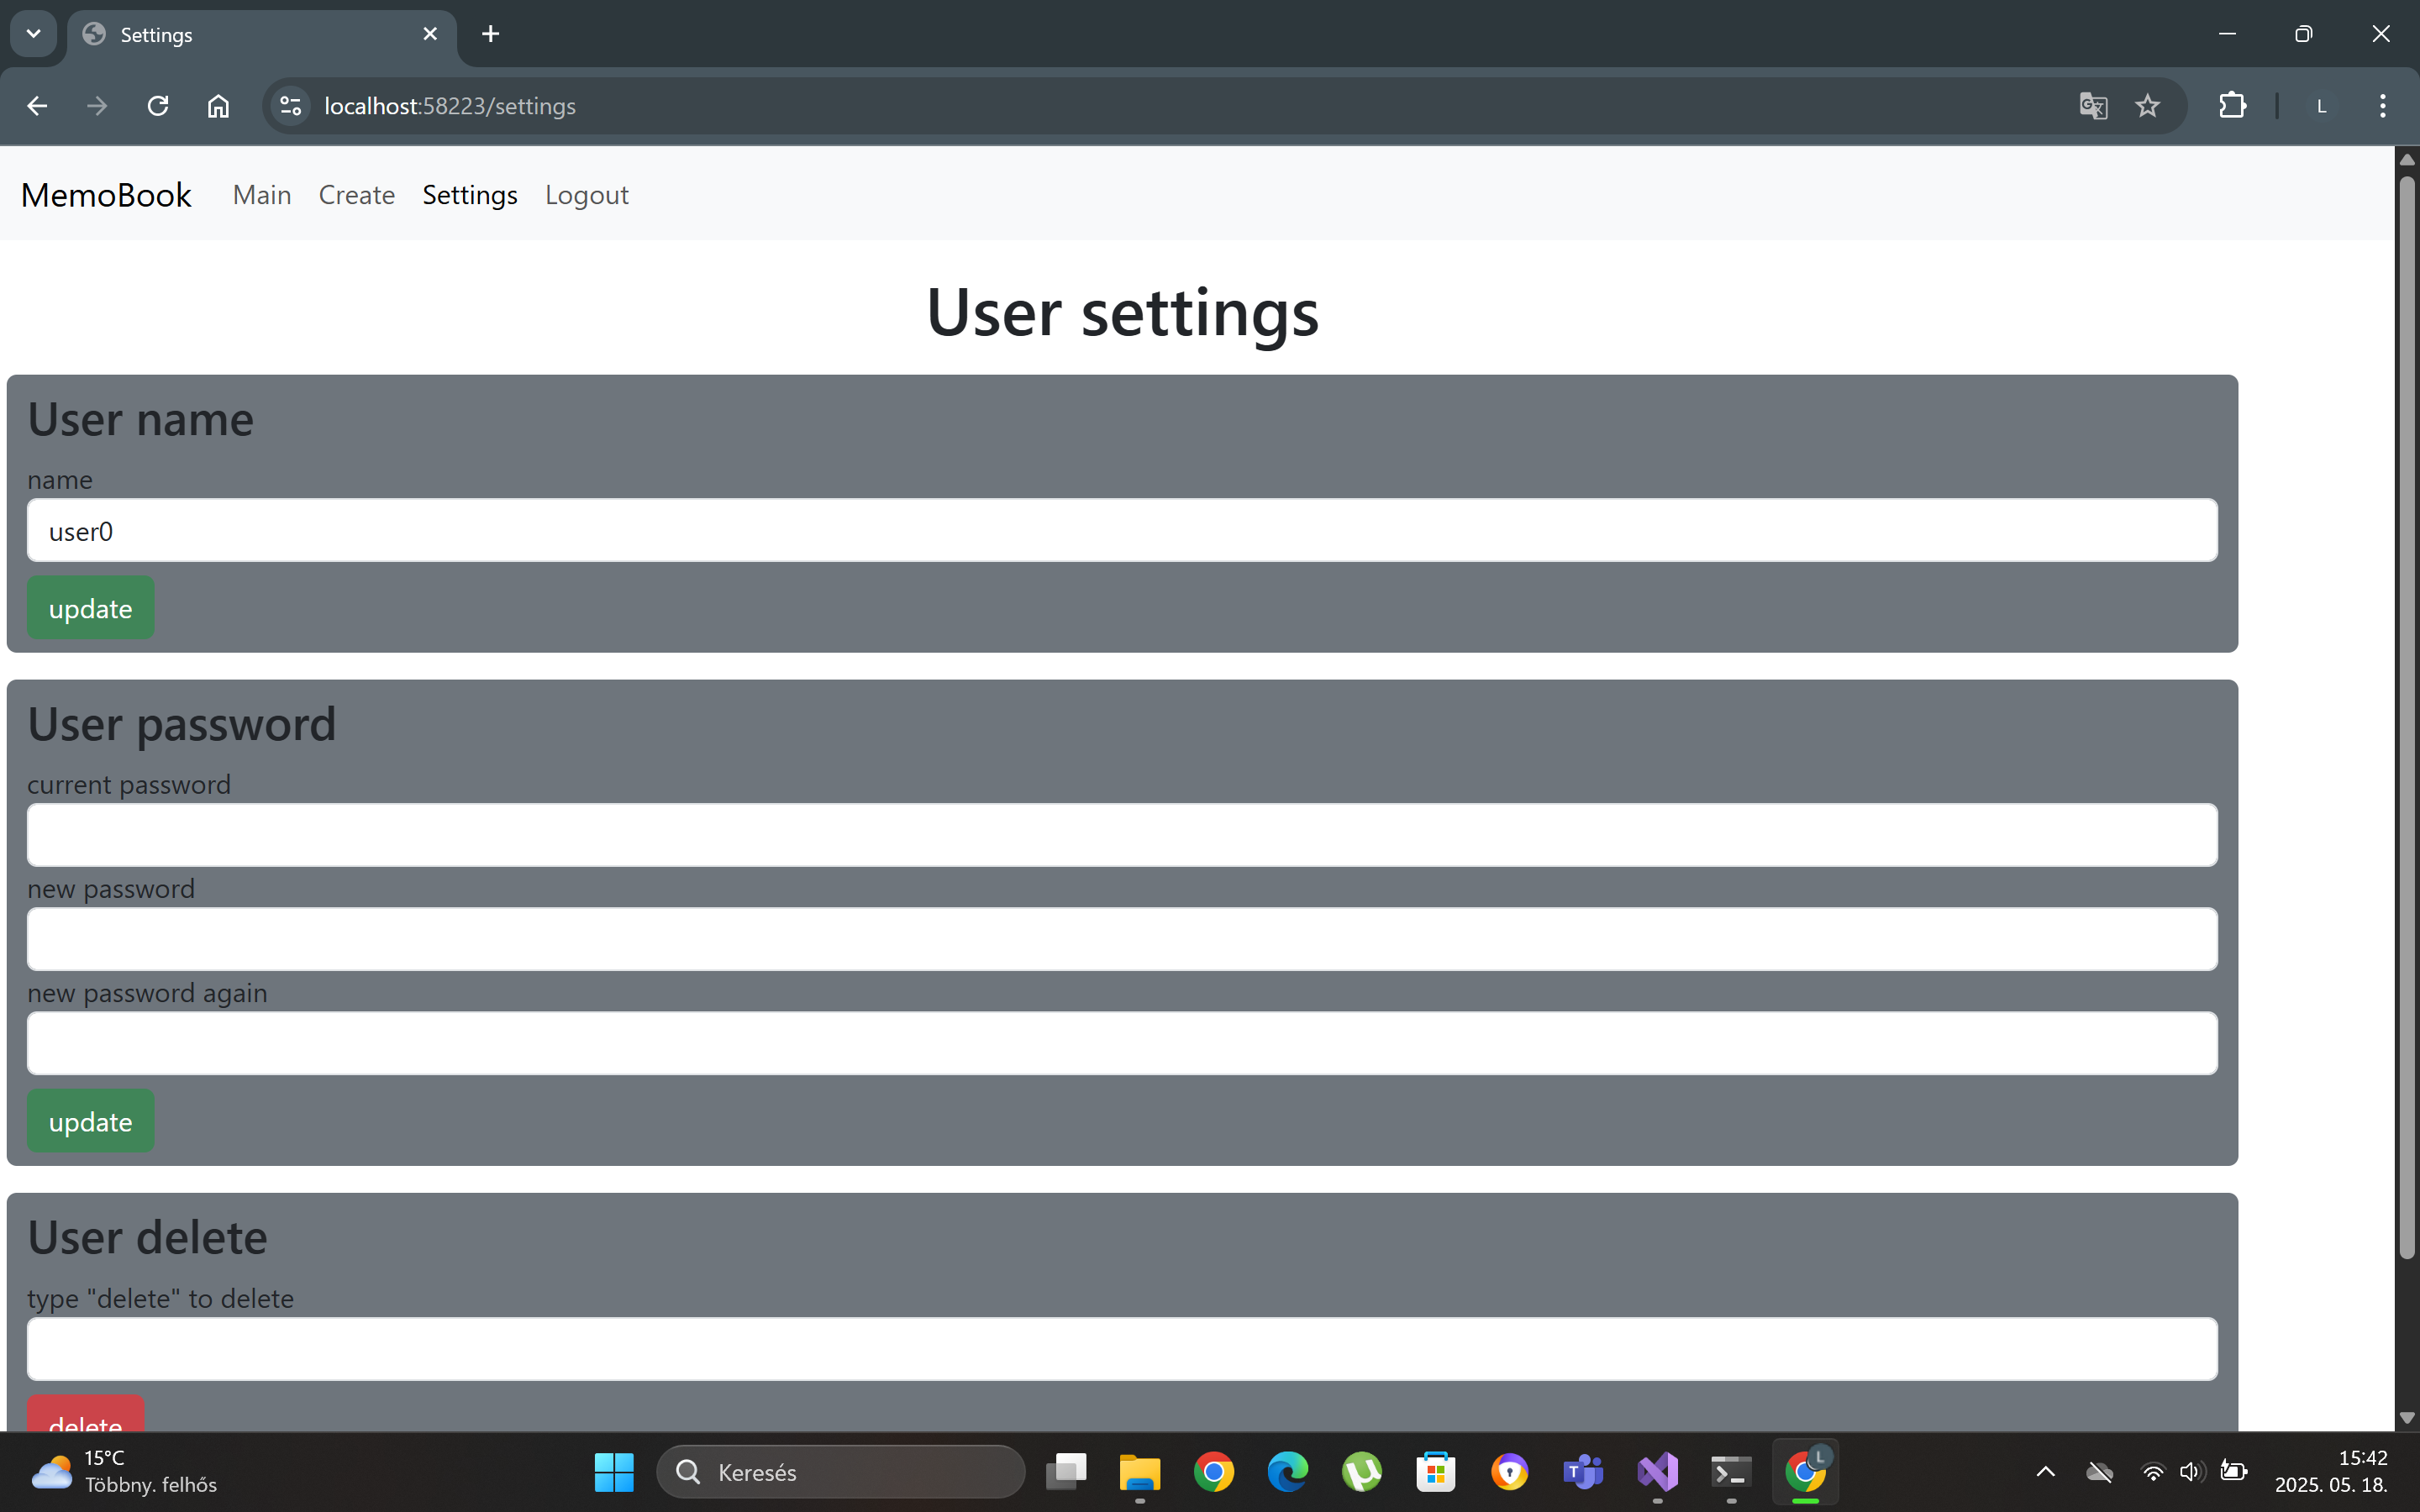 Settings
localhost:58223/settings
L
MemoBook Main Create Settings Logout
User settings
User name
name
user0
update
User password
current password
new password
new password again
update
User delete
type "delete" to delete
delete
15°C
Többny. felhős
Keresés
T
L
15:42
2025. 05. 18.